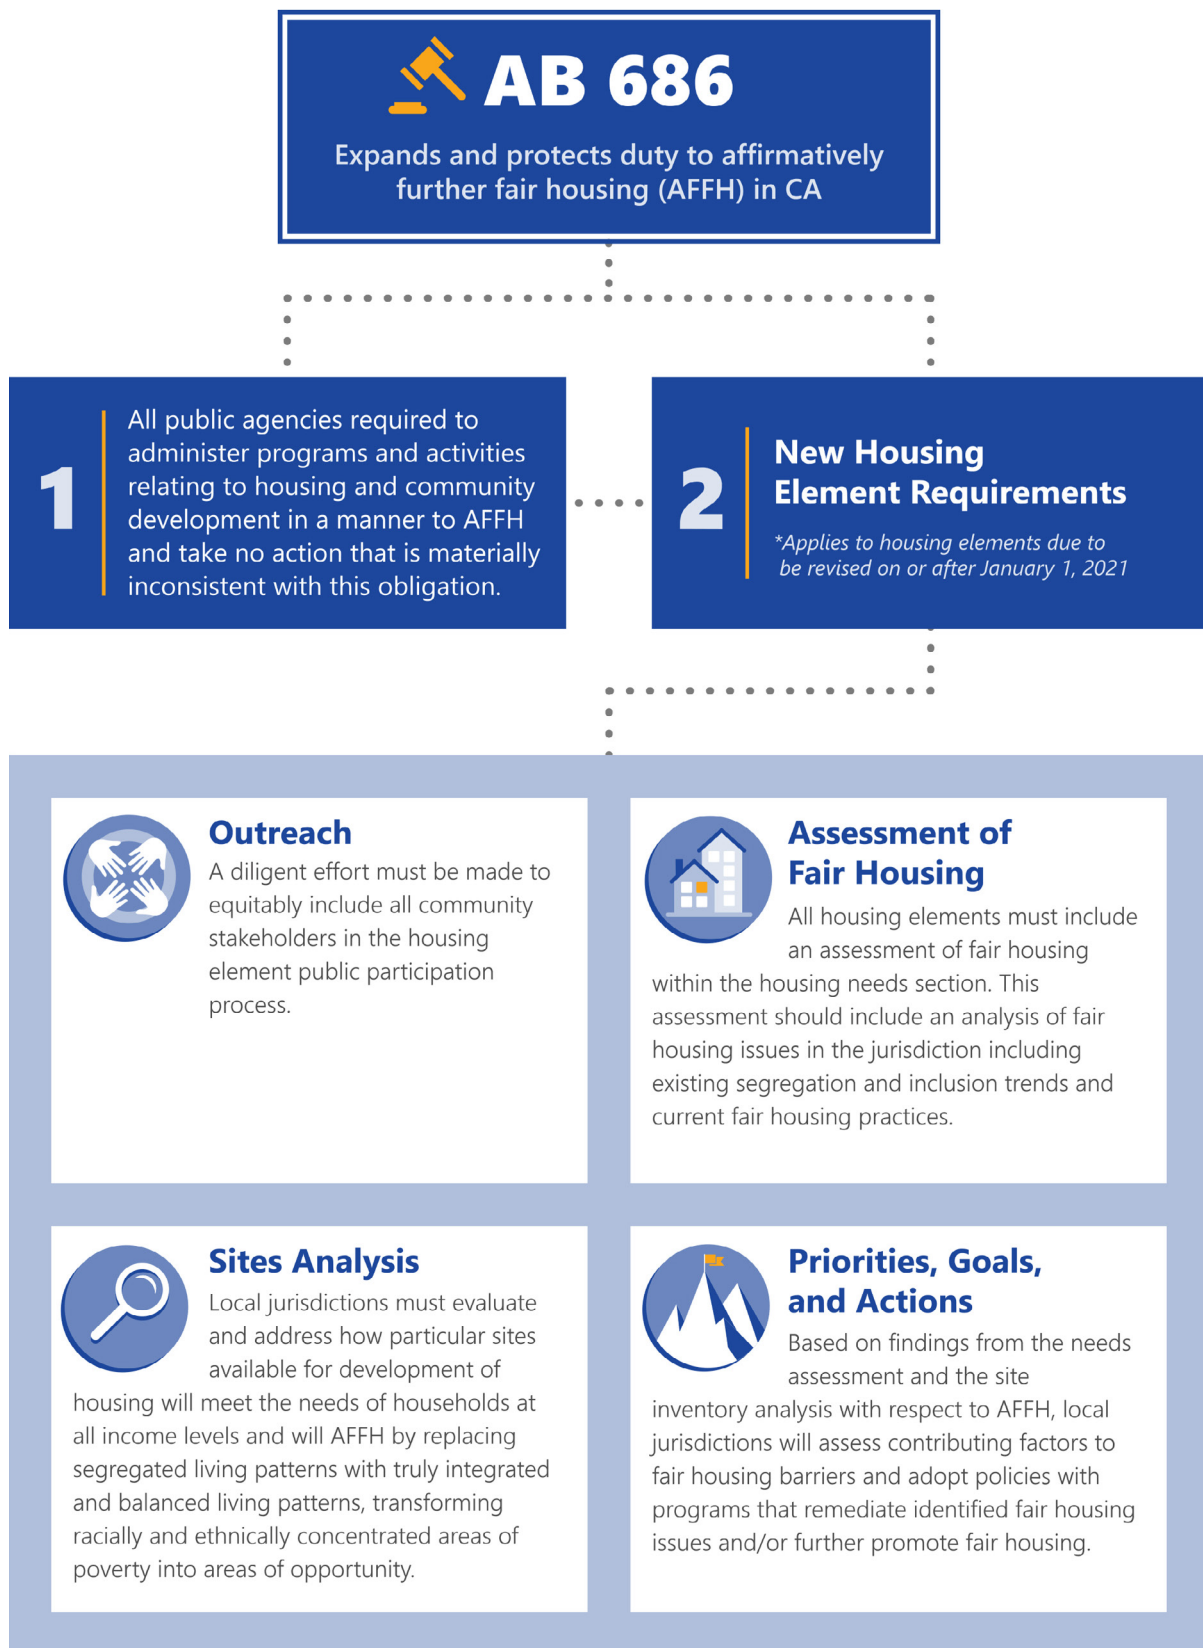 AB 686
Expands and protects duty to affirmatively
further fair housing (AFFH) in CA
1
All public agencies required to
administer programs and activities
relating to housing and community
development in a manner to AFFH
and take no action that is materially
inconsistent with this obligation.
2
New Housing
Element Requirements
*Applies to housing elements due to
be revised on or after January 1, 2021
Outreach
A diligent effort must be made to
equitably include all community
stakeholders in the housing
element public participation
process.
Assessment of
Fair Housing
All housing elements must include
an assessment of fair housing
within the housing needs section. This
assessment should include an analysis of fair
housing issues in the jurisdiction including
existing segregation and inclusion trends and
current fair housing practices.
Sites Analysis
Local jurisdictions must evaluate
and address how particular sites
available for development of
housing will meet the needs of households at
all income levels and will AFFH by replacing
segregated living patterns with truly integrated
and balanced living patterns, transforming
racially and ethnically concentrated areas of
poverty into areas of opportunity.
Priorities, Goals,
and Actions
Based on findings from the needs
assessment and the site
inventory analysis with respect to AFFH, local
jurisdictions will assess contributing factors to
fair housing barriers and adopt policies with
programs that remediate identified fair housing
issues and/or further promote fair housing.